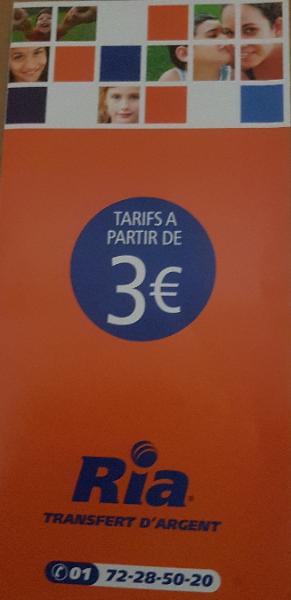 TARIFS A
PARTIR DE
3€
Ria
TRANSFERT D'ARGENT
01 72-28-50-20